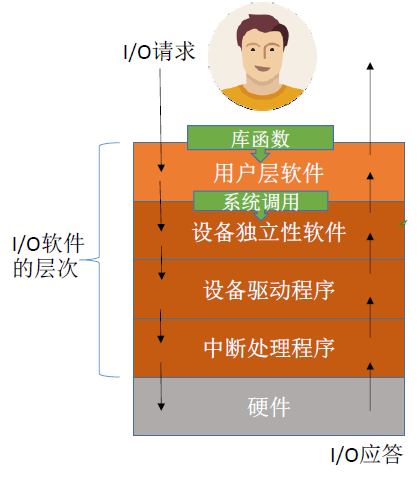 I/O请求
库函数
用户层软件
系统调用
设备独立性软件
I/O软件
的层次
设备驱动程序
中断处理程序
硬件
I/O应答